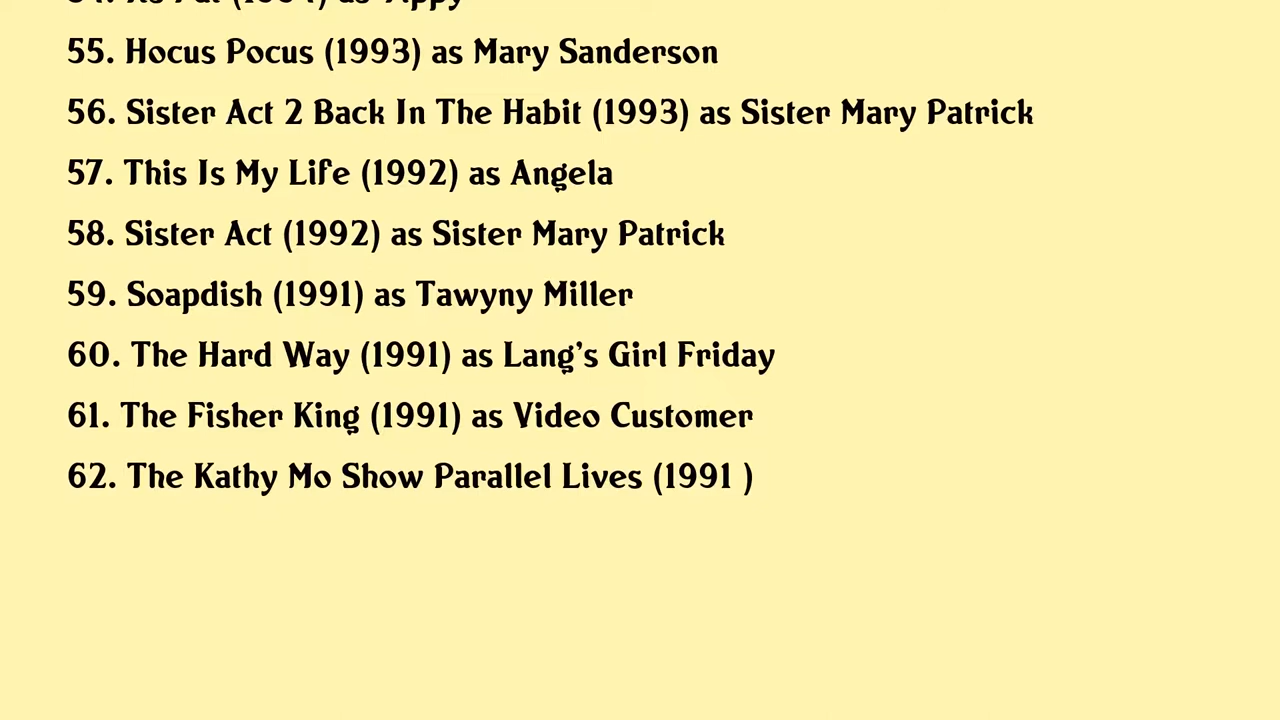 55. Hocus Pocus (1993) as Mary Sanderson
56. Sister Act 2 Back In The Habit (1993) as Sister Mary Patrick
57. This Is My Life (1992) as Angela
58. Sister Act (1992) as Sister Mary Patrick
59. Soapdish (1991) as Tawyny Miller
60. The Hard Way (1991) as Lang's Girl Friday
61. The Fisher King (1991) as Video Customer
62. The Kathy Mo Show Parallel Lives (1991 )